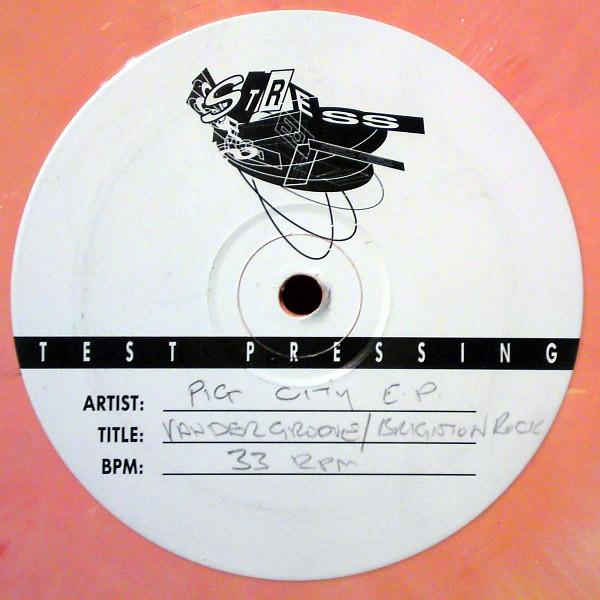 STRESS
TEST PRESSING
ARTIST: PIG CITY E.P.
TITLE: VANDERGROOVE/BRIGHTON ROCK
BPM: 33 RPM